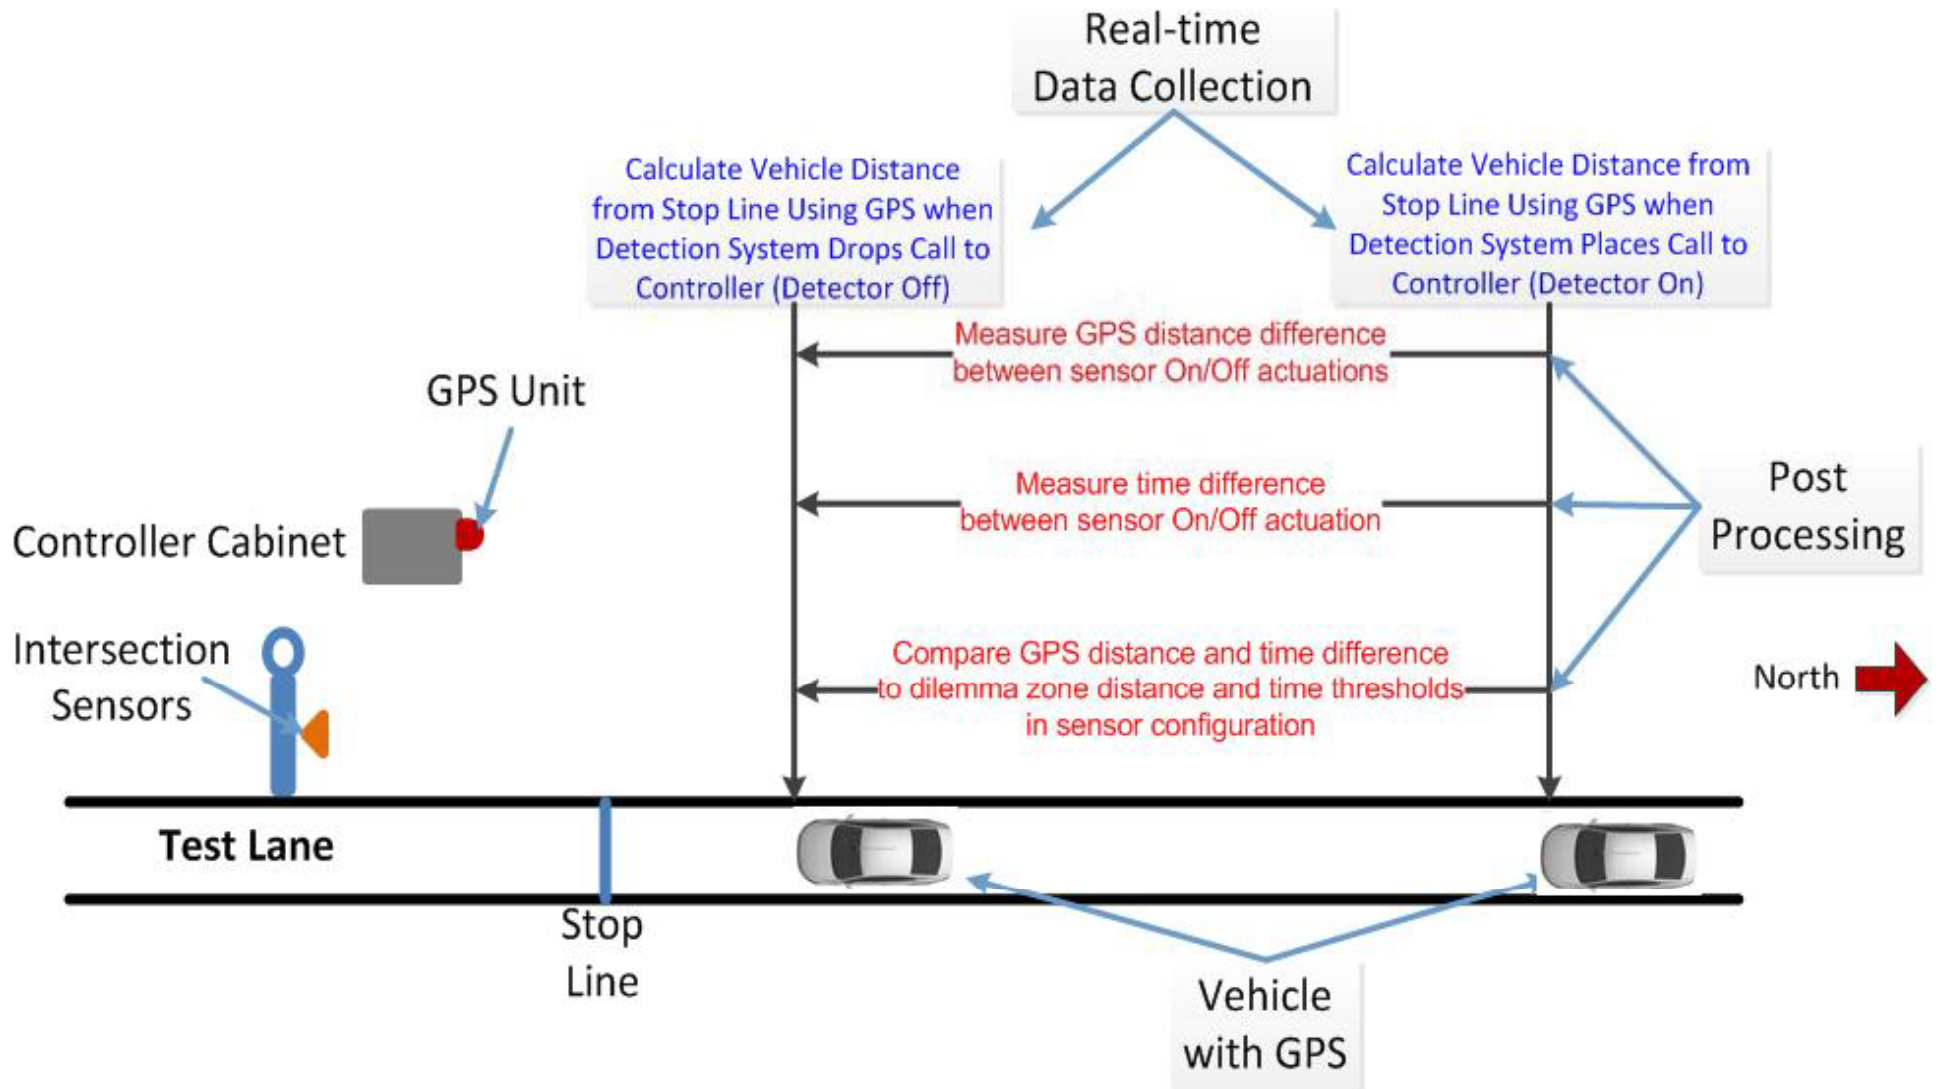 Real-time
Data Collection
Calculate Vehicle Distance
from Stop Line Using GPS when
Detection System Drops Call to
Controller (Detector Off)
Calculate Vehicle Distance from
Stop Line Using GPS when
Detection System Places Call to
Controller (Detector On)
Measure GPS distance difference
between sensor On/Off actuations
GPS Unit
Measure time difference
between sensor On/Off actuation
Post
Processing
Controller Cabinet
Intersection
Sensors
Compare GPS distance and time difference
to dilemma zone distance and time thresholds
in sensor configuration
North
Test Lane
Stop
Line
Vehicle
with GPS